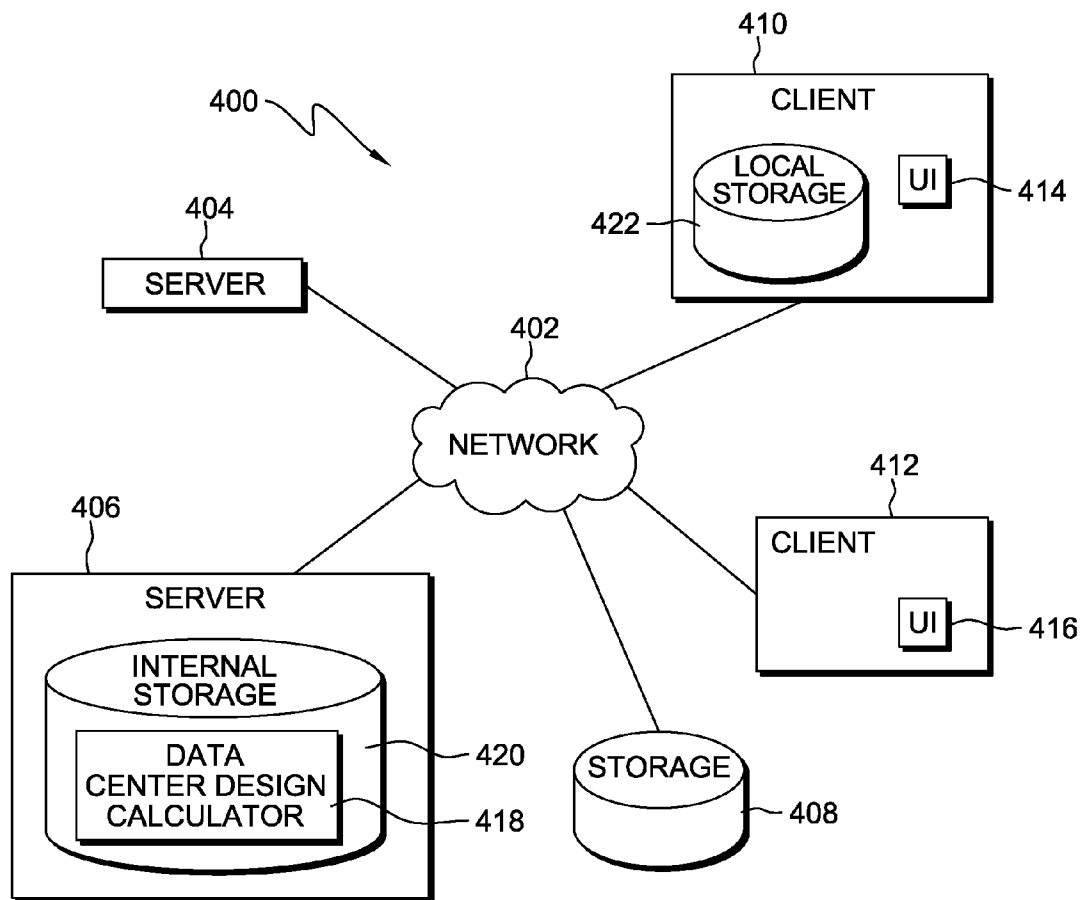 410
CLIENT
400
LOCAL
STORAGE
UI
414
422
404
SERVER
402
NETWORK
412
CLIENT
UI
416
406
SERVER
INTERNAL
STORAGE
DATA
CENTER DESIGN
CALCULATOR
420
418
STORAGE
408